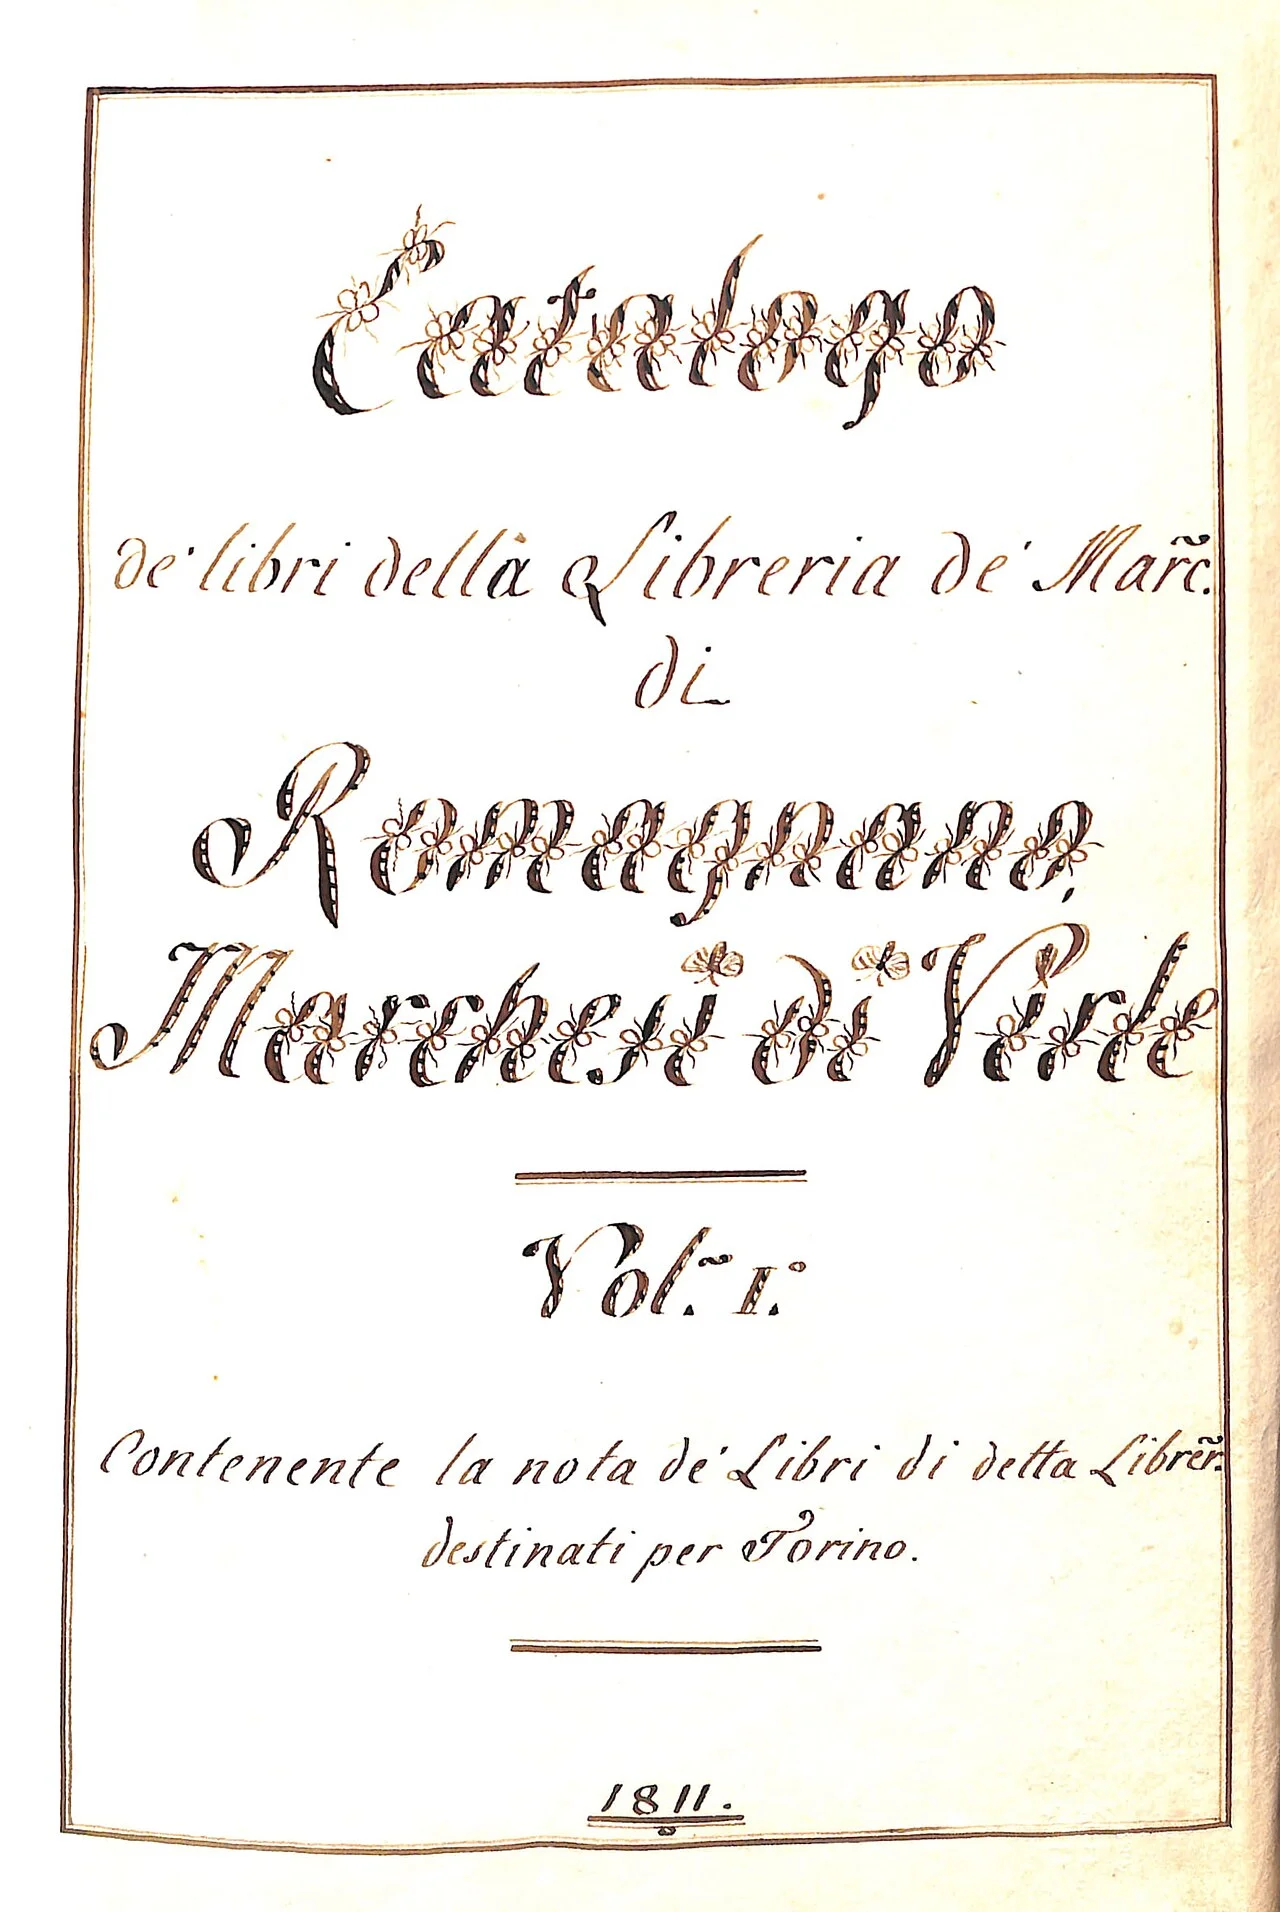 Catalogo
de' libri della Libreria de' Marc̃.
di
Romagnano,
Marchesi di Virle
Vol.̃ I.°
Contenente la nota de' Libri di detta Librer̃.
destinati per Torino.
1811.